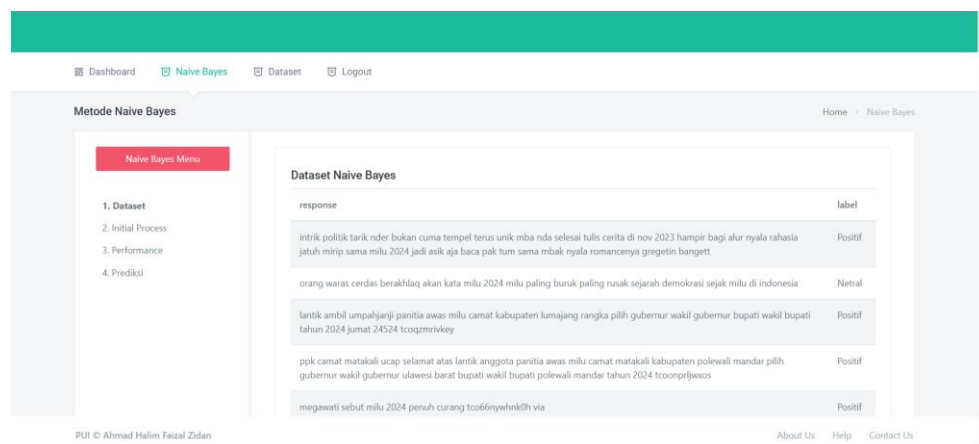 Dashboard Naive Bayes Dataset Logout
Metode Naive Bayes Home > Naive Bayes
Naive Bayes Menu
1. Dataset
2. Initial Process
3. Performance
4. Prediksi
Dataset Naive Bayes
response label
intrik politik tarik nder bukan cuma tempel terus unik mba nda selesai tulis cerita di nov 2023 hampir bagi alur nyala rahasia Positif
jatuh mirip sama milu 2024 jadi asik aja baca pak tum sama mbak nyala romancenya gregetin bangett
orang waras cerdas berakhlaq akan kata milu 2024 milu paling buruk paling rusak sejarah demokrasi sejak milu di indonesia Netral
lantik ambil umpahjanji panitia awas milu camat kabupaten lumajang rangka pilih gubernur wakil gubernur bupati wakil bupati Positif
tahun 2024 jumat 24524 tcoqzmrivkey
ppk camat matakali ucap selamat atas lantik anggota panitia awas milu camat matakali kabupaten polewali mandar pilih Positif
gubernur wakil gubernur ulawesi barat bupati wakil bupati polewali mandar tahun 2024 tcoonprljwxos
megawati sebut milu 2024 penuh curang tco66nywhnk0h via Positif
PUI © Ahmad Halim Faizal Zidan About Us Help Contact Us